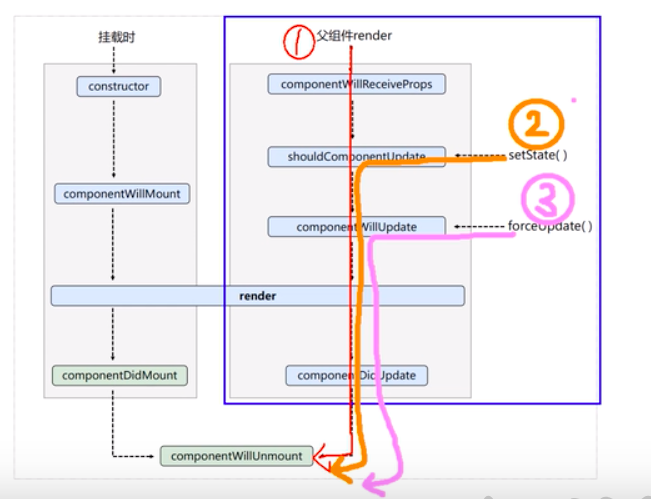 挂载时
父组件render
①
constructor
componentWillReceiveProps
②
shouldComponentUpdate
setState( )
componentWillMount
③
componentWillUpdate
forceUpdate( )
render
componentDidMount
componentDidUpdate
componentWillUnmount